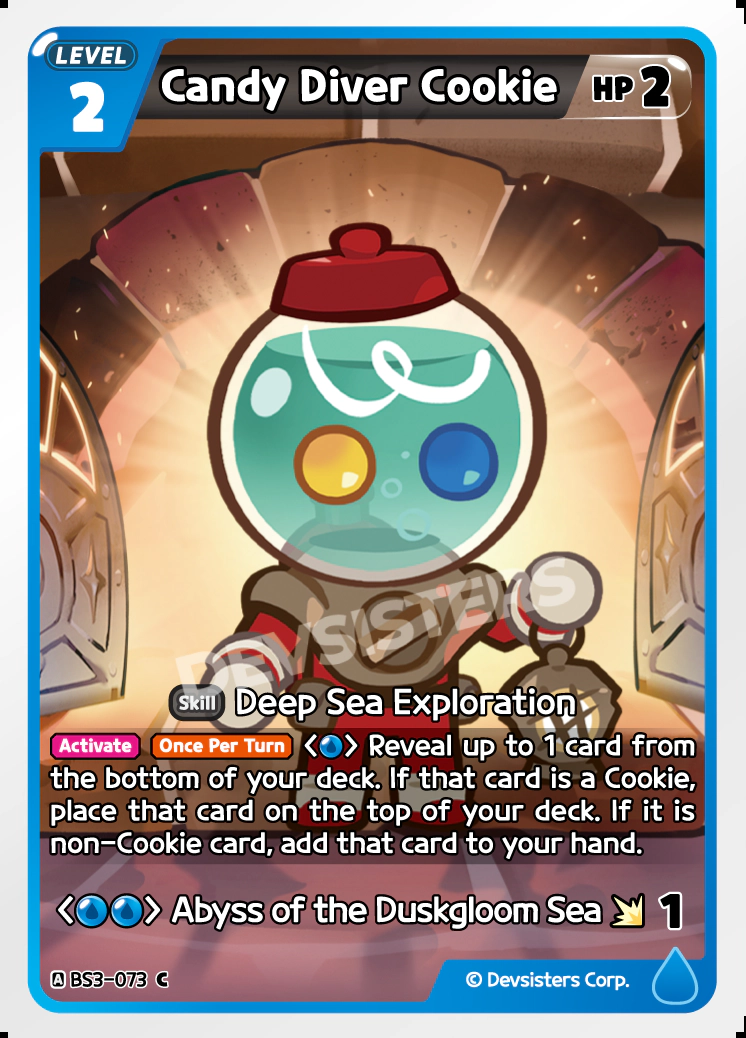 LEVEL
2
Candy Diver Cookie
HP 2
DEVSISTERS
Skill Deep Sea Exploration
Activate Once Per Turn < > Reveal up to 1 card from
the bottom of your deck. If that card is a Cookie,
place that card on the top of your deck. If it is
non-Cookie card, add that card to your hand.
< > Abyss of the Duskgloom Sea 1
A BS3-073 C
© Devsisters Corp.